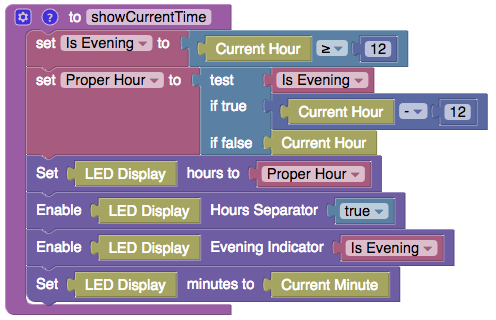 ? to showCurrentTime
set Is Evening to Current Hour ≥ 12
set Proper Hour to test Is Evening
if true Current Hour - 12
if false Current Hour
Set LED Display hours to Proper Hour
Enable LED Display Hours Separator true
Enable LED Display Evening Indicator Is Evening
Set LED Display minutes to Current Minute